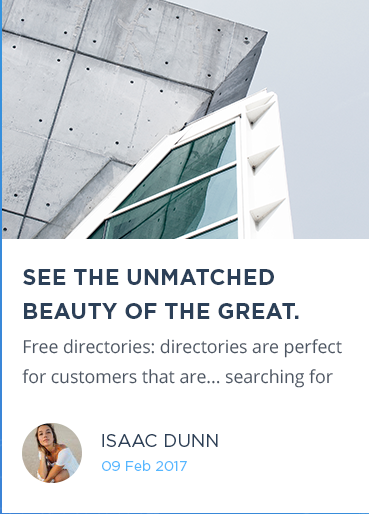 SEE THE UNMATCHED
BEAUTY OF THE GREAT.
Free directories: directories are perfect
for customers that are... searching for
ISAAC DUNN
09 Feb 2017